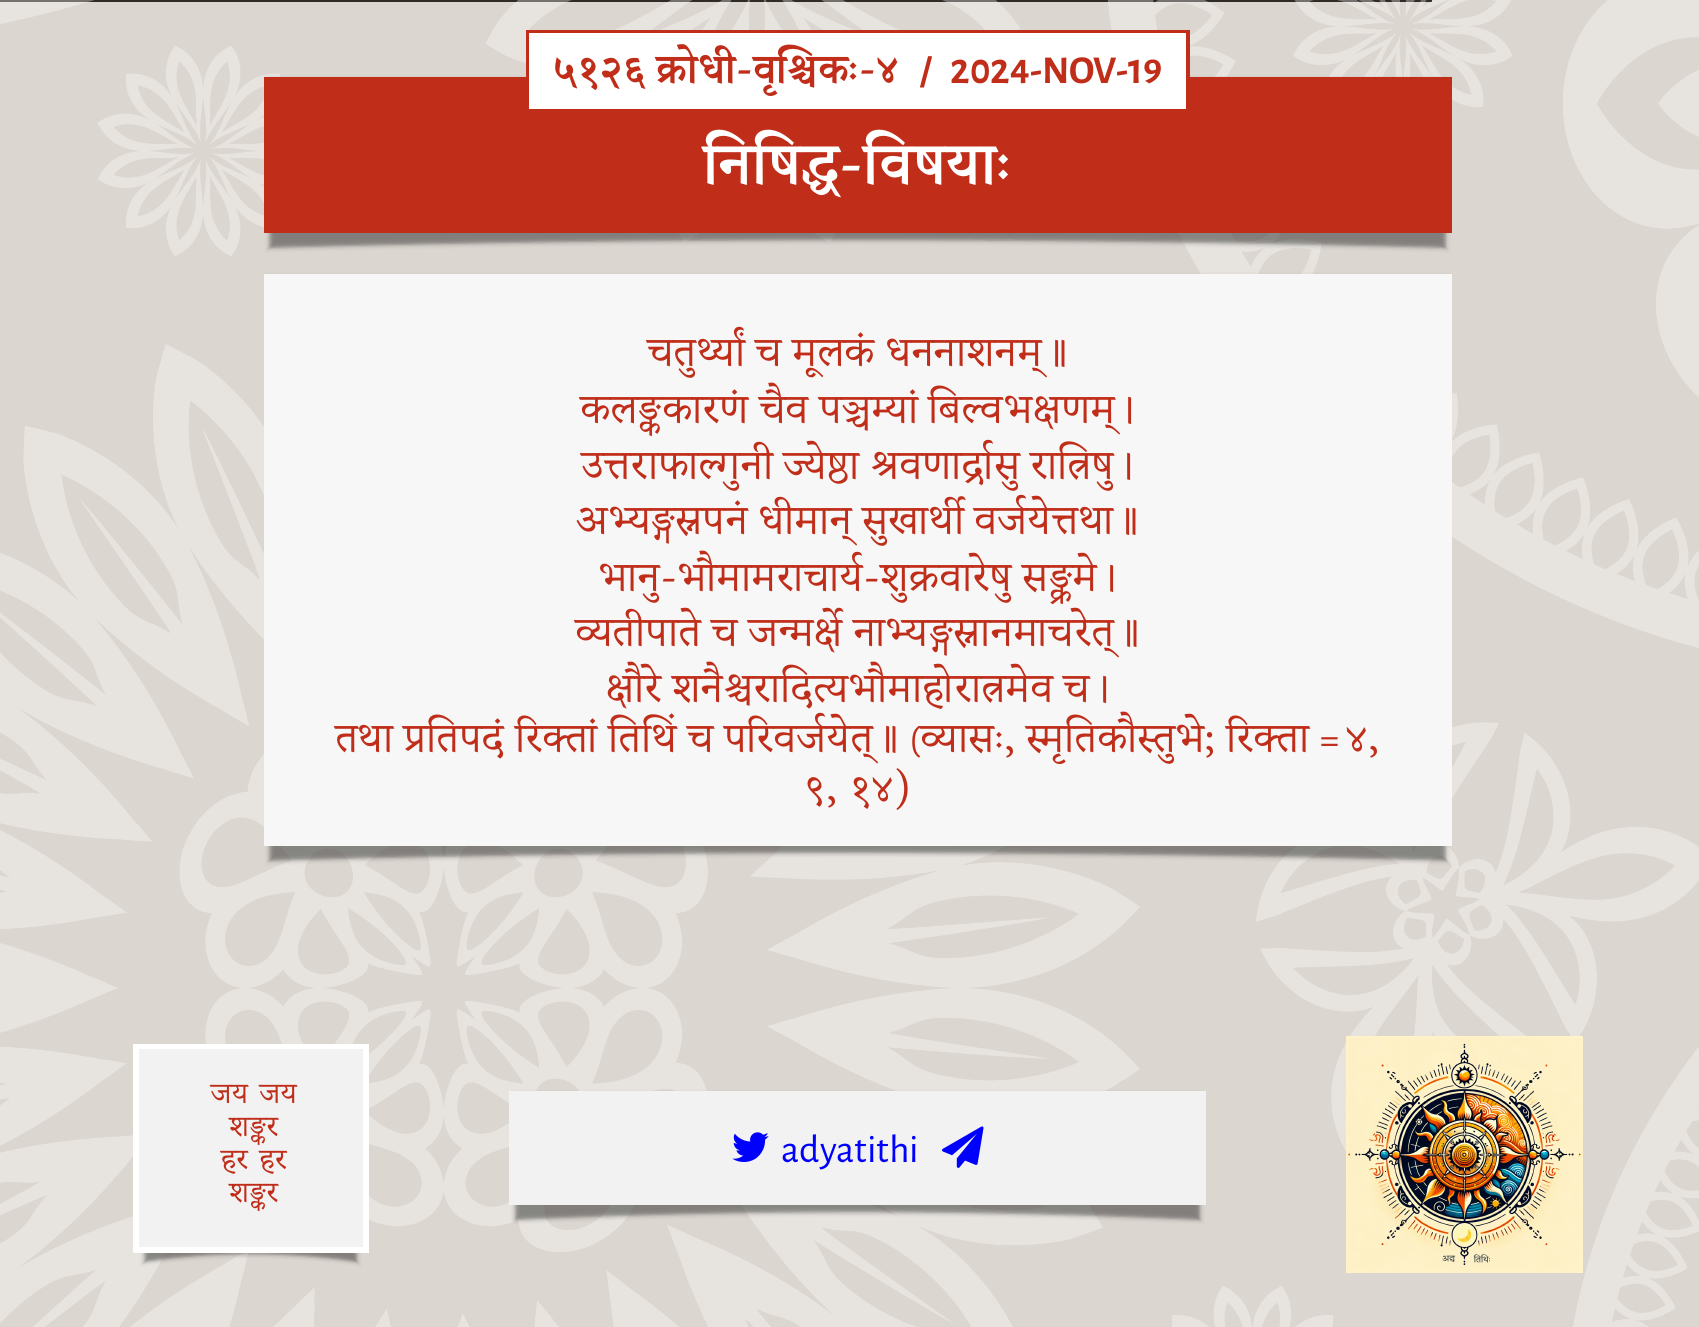 ५१२६ क्रोधी-वृश्चिकः-४ / 2024-NOV-19
निषिद्ध-विषयाः
चतुर्थ्यां च मूलकं धननाशनम्॥
कलङ्ककारणं चैव पञ्चम्यां बिल्वभक्षणम्।
उत्तराफाल्गुनी ज्येष्ठा श्रवणार्द्रासु रात्रिषु।
अभ्यङ्गस्नपनं धीमान् सुखार्थी वर्जयेत्तथा॥
भानु-भौमामराचार्य-शुक्रवारेषु सङ्क्रमे।
व्यतीपाते च जन्मर्क्षे नाभ्यङ्गस्नानमाचरेत्॥
क्षौरे शनैश्चरादित्यभौमाहोरात्रमेव च।
तथा प्रतिपदं रिक्तां तिथिं च परिवर्जयेत्॥ (व्यासः, स्मृतिकौस्तुभे; रिक्ता = ४,
९, १४)
जय जय
शङ्कर
हर हर
शङ्कर
adyatithi
अद्य तिथिः